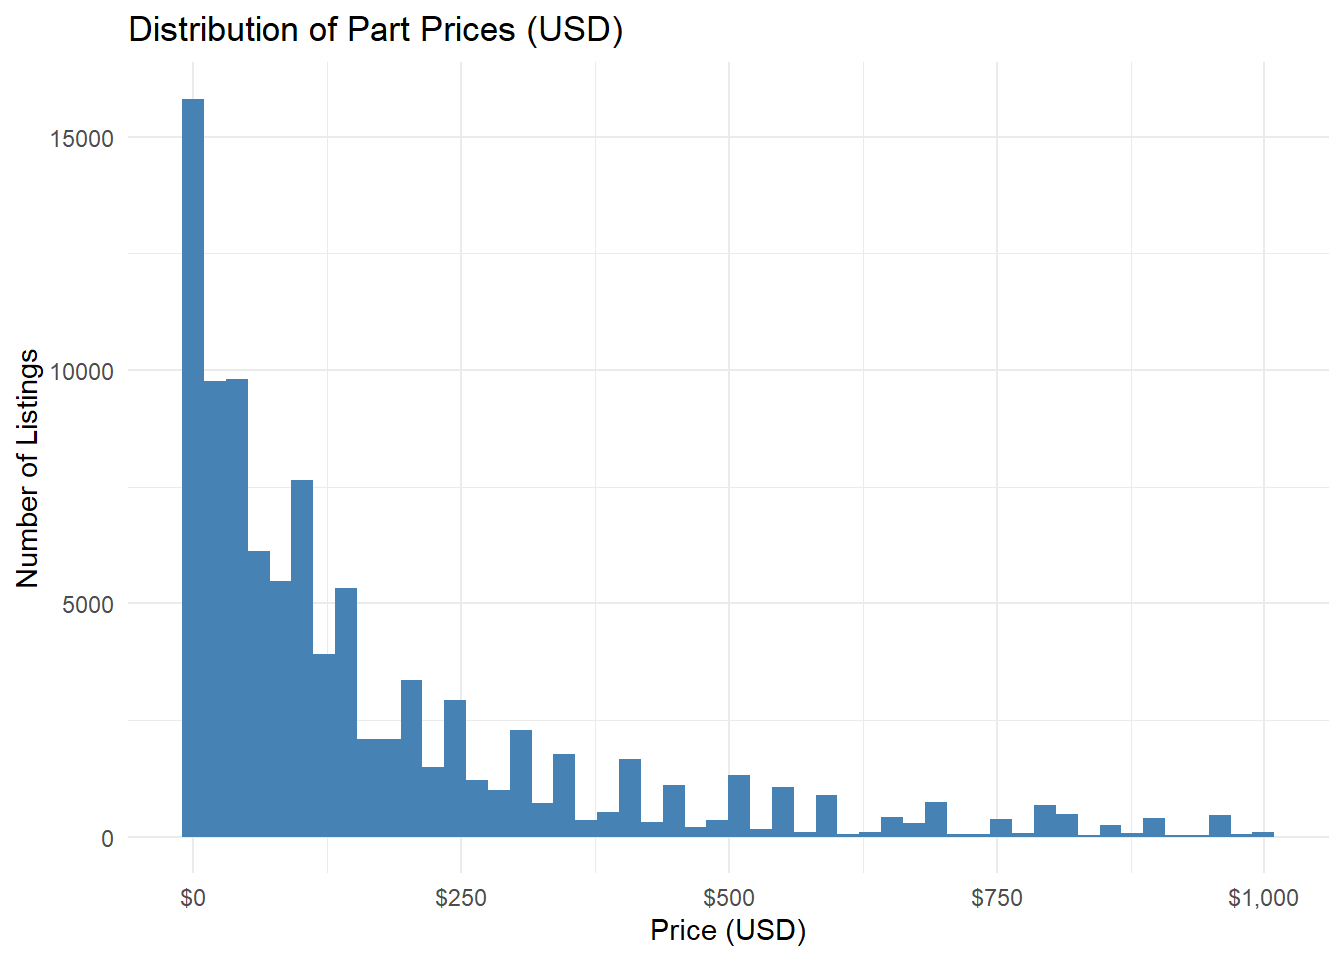 Distribution of Part Prices (USD)
Number of Listings
15000
10000
5000
0
$0 $250 $500 $750 $1,000
Price (USD)